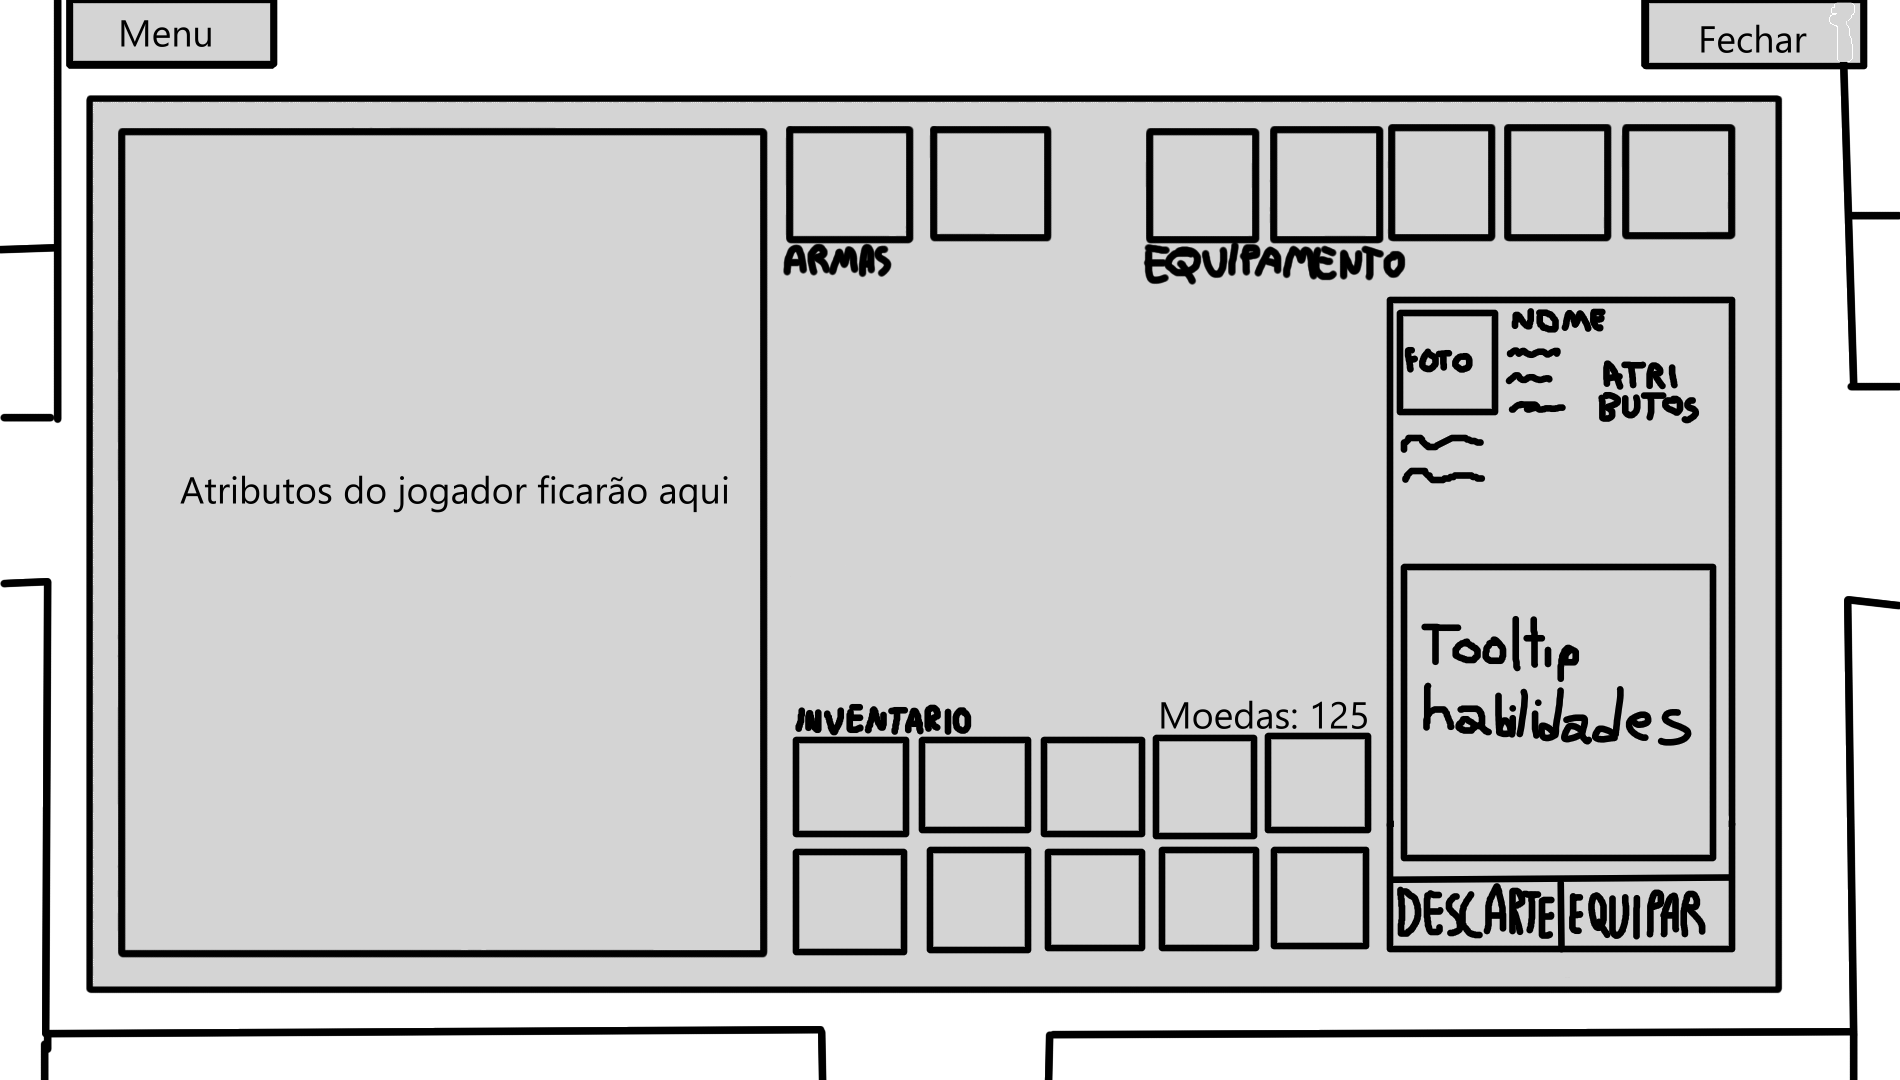 Menu
Fechar
ARMAS
EQUIPAMENTO
Atributos do jogador ficarão aqui
FOTO
NOME
ATRI
BUTOS
Tooltip
habilidades
INVENTARIO
Moedas: 125
DESCARTE
EQUIPAR